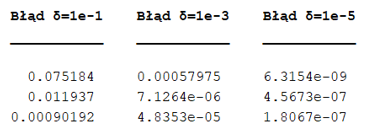 Błąd δ=1e-1 Błąd δ=1e-3 Błąd δ=1e-5
0.075184 0.00057975 6.3154e-09
0.011937 7.1264e-06 4.5673e-07
0.00090192 4.8353e-05 1.8067e-07